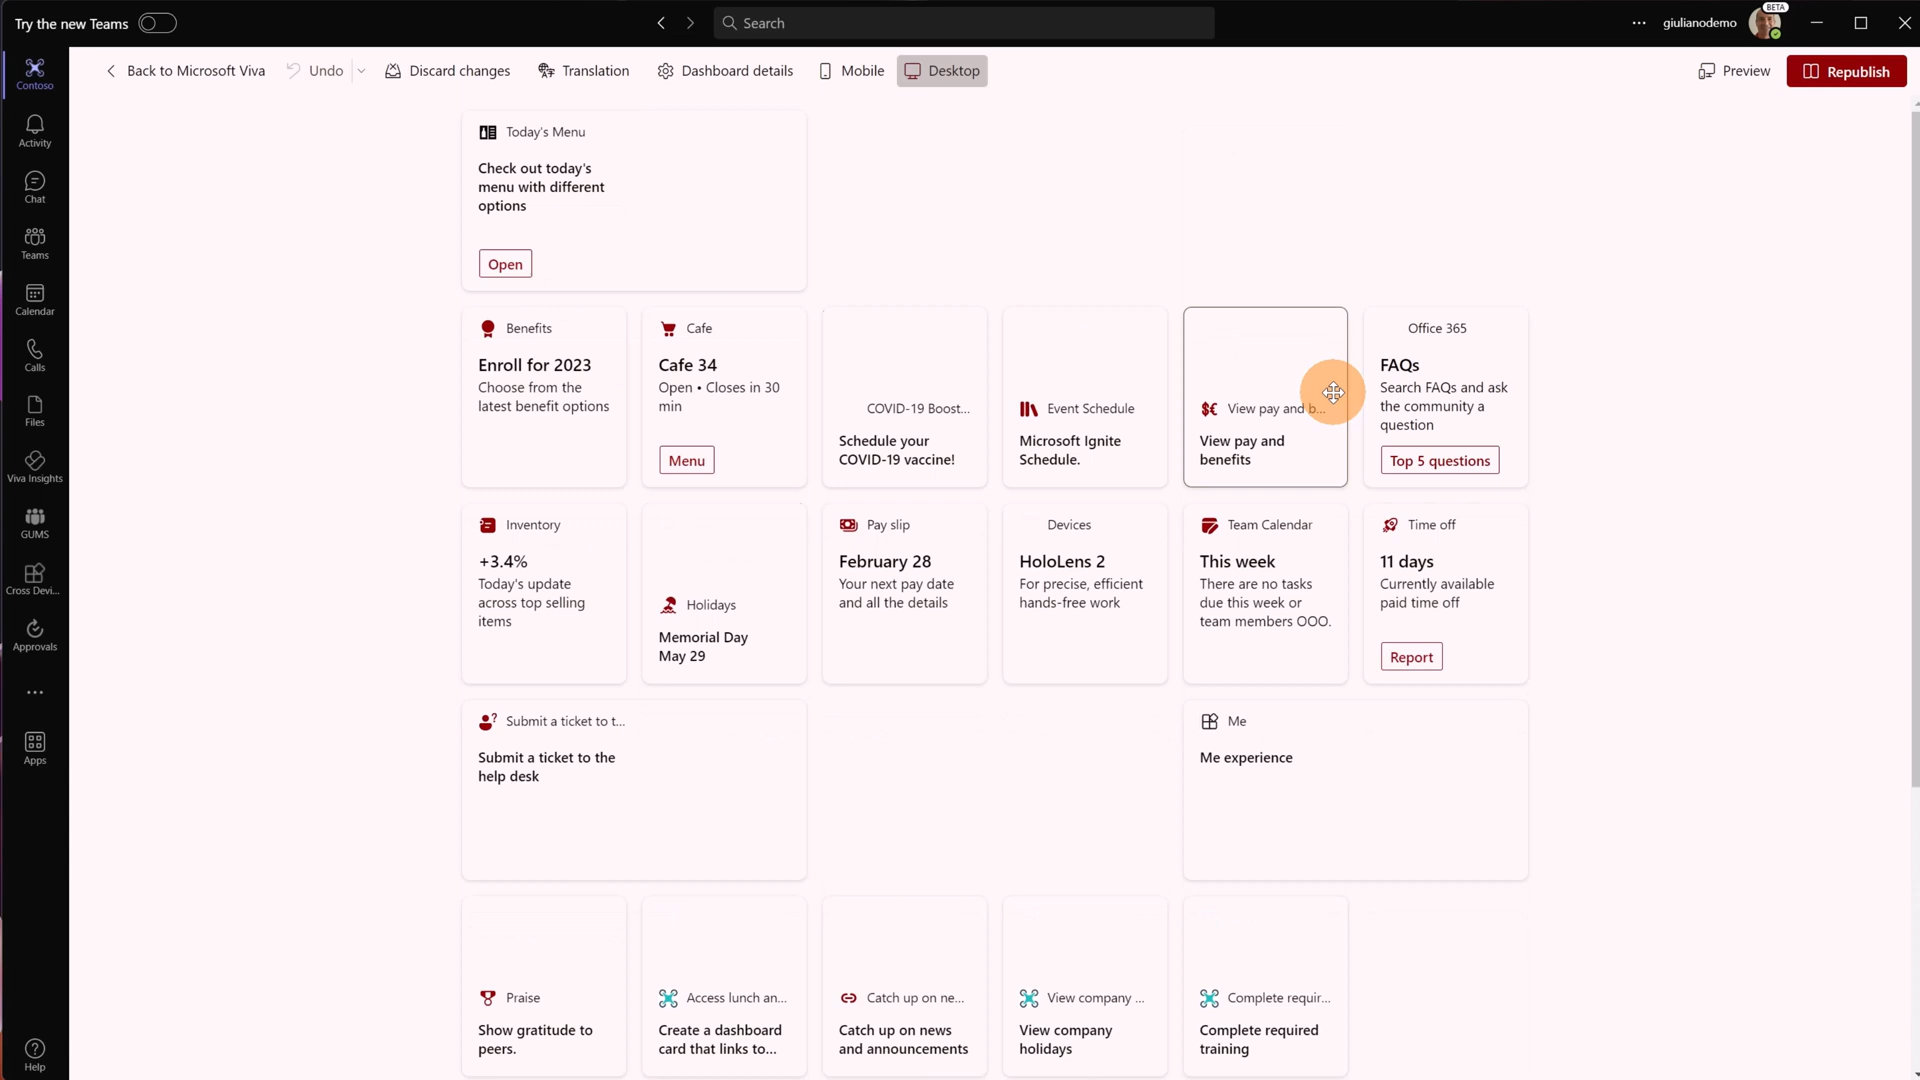 Try the new Teams
Search
giulianodemo
BETA
Contoso
Activity
Chat
Teams
Calendar
Calls
Files
Viva Insights
GUMS
Cross Devi...
Approvals
Apps
Help
Back to Microsoft Viva
Undo
Discard changes
Translation
Dashboard details
Mobile
Desktop
Preview
Republish
Today's Menu
Check out today's
menu with different
options
Open
Benefits
Enroll for 2023
Choose from the
latest benefit options
Cafe
Cafe 34
Open • Closes in 30
min
Menu
COVID-19 Boost...
Schedule your
COVID-19 vaccine!
Event Schedule
Microsoft Ignite
Schedule.
$€ View pay and b...
View pay and
benefits
Office 365
FAQs
Search FAQs and ask
the community a
question
Top 5 questions
Inventory
+3.4%
Today's update
across top selling
items
Holidays
Memorial Day
May 29
Pay slip
February 28
Your next pay date
and all the details
Devices
HoloLens 2
For precise, efficient
hands-free work
Team Calendar
This week
There are no tasks
due this week or
team members OOO.
Time off
11 days
Currently available
paid time off
Report
Submit a ticket to t...
Submit a ticket to the
help desk
Me
Me experience
Praise
Show gratitude to
peers.
Access lunch an...
Create a dashboard
card that links to...
Catch up on ne...
Catch up on news
and announcements
View company ...
View company
holidays
Complete requir...
Complete required
training